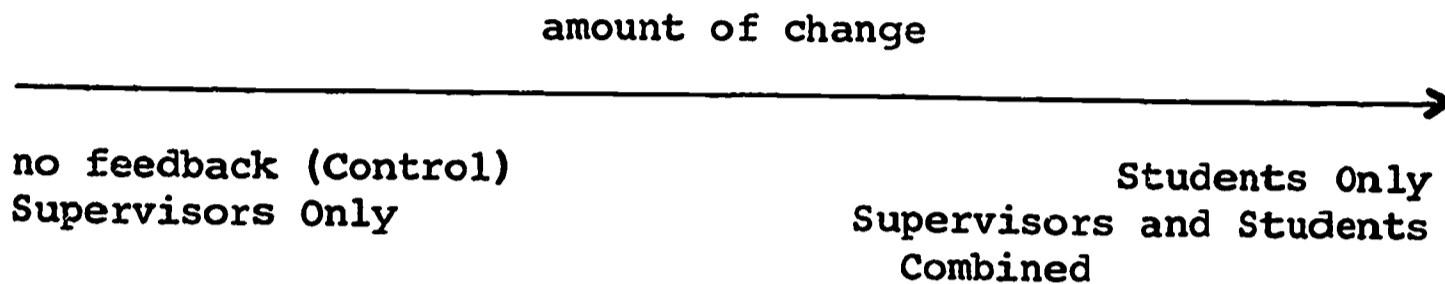 amount of change
no feedback (Control)
Supervisors Only
Students Only
Supervisors and Students
Combined